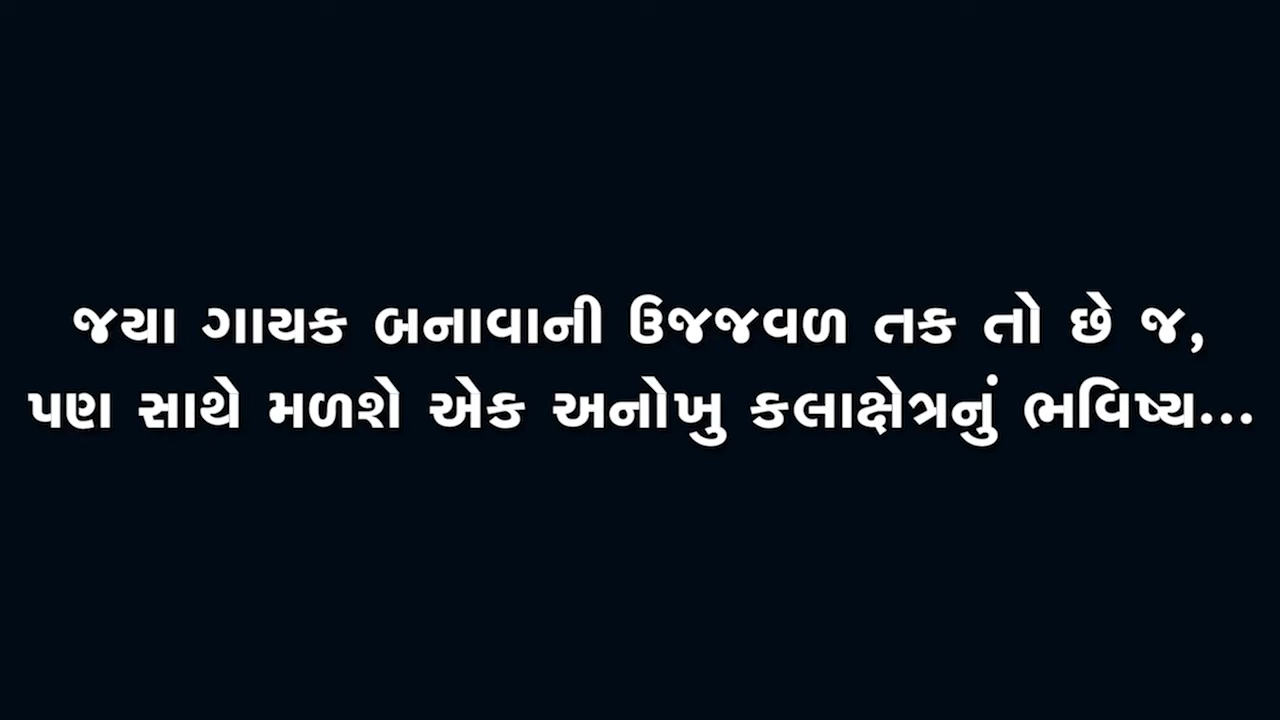 જયા ગાયક બનાવાની ઉજજવળ તક તો છે જ,
પણ સાથે મળશે એક અનોખુ કલાક્ષેત્રનું ભવિષ્ય...